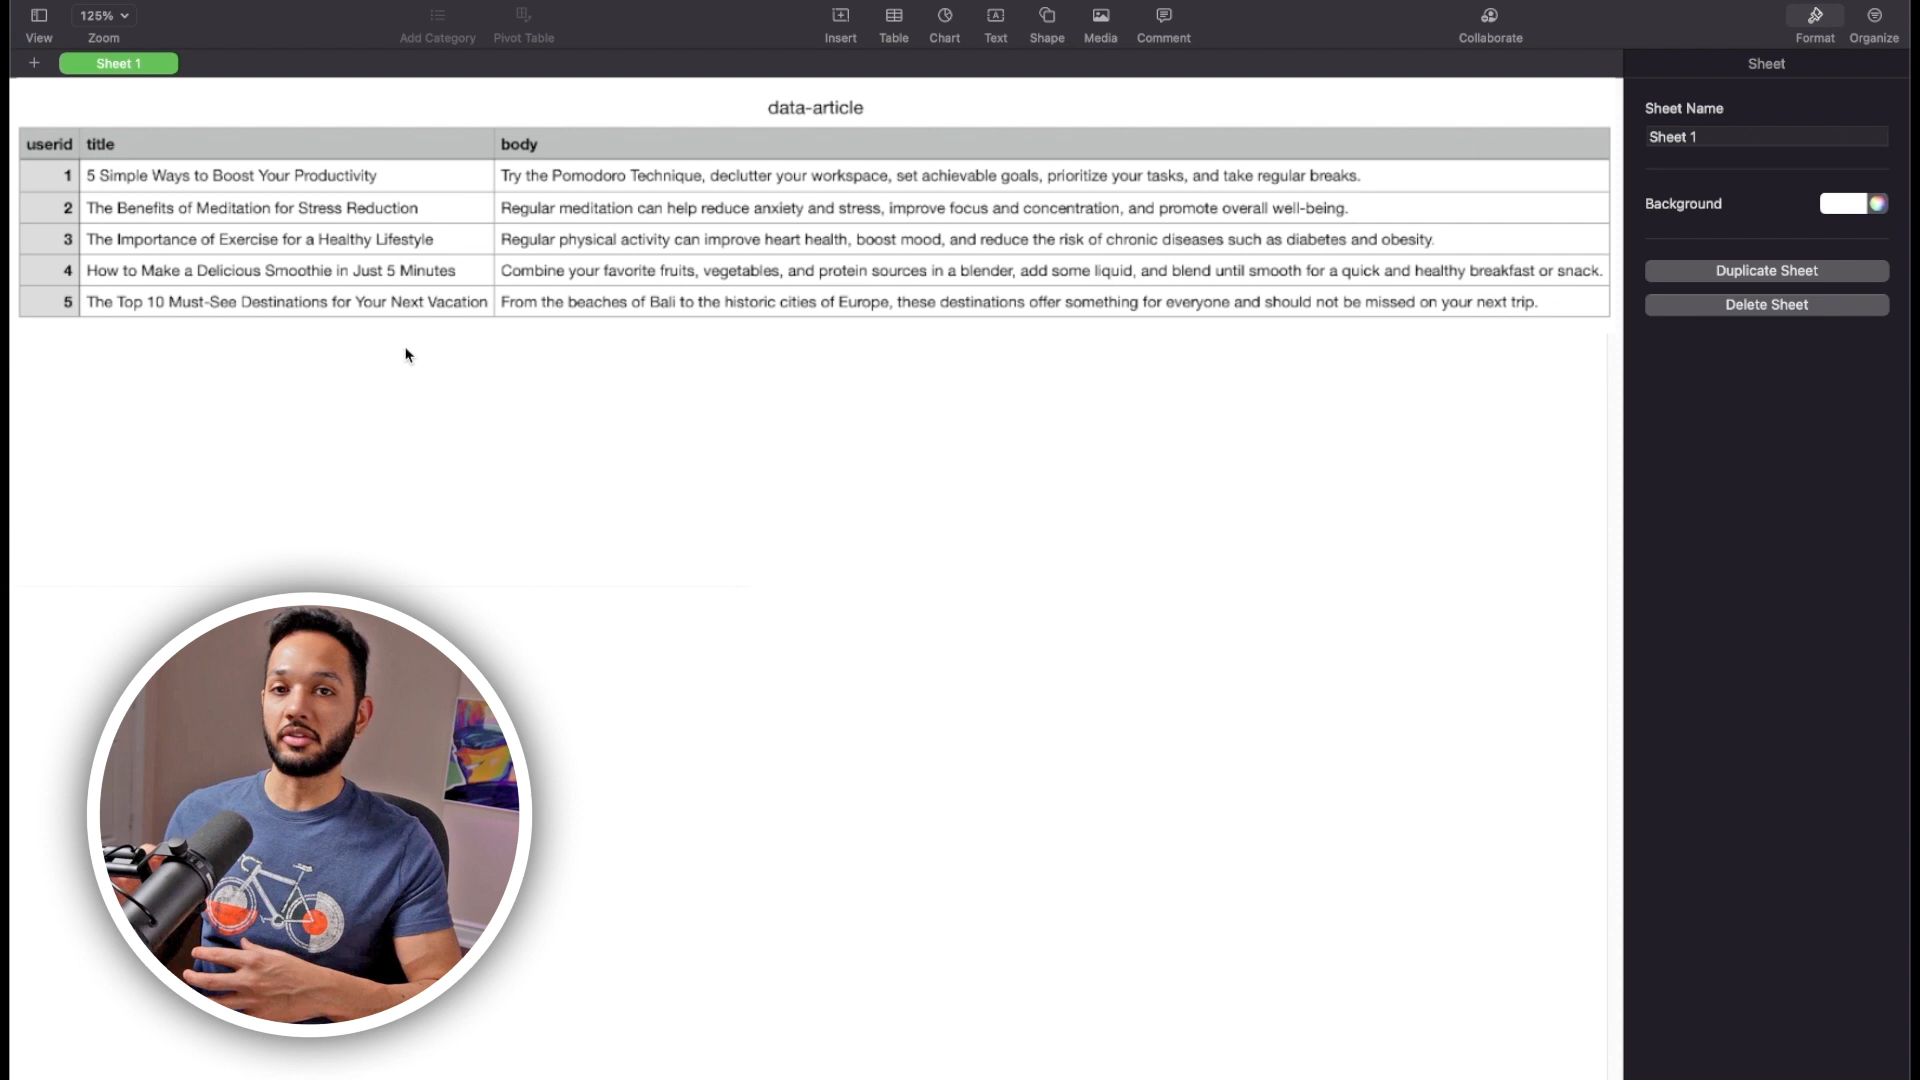 125%
View
Zoom
Add Category
Pivot Table
Insert
Table
Chart
Text
Shape
Media
Comment
Collaborate
Format
Organize
Sheet 1
Sheet
data-article
userid title body
1 5 Simple Ways to Boost Your Productivity Try the Pomodoro Technique, declutter your workspace, set achievable goals, prioritize your tasks, and take regular breaks.
2 The Benefits of Meditation for Stress Reduction Regular meditation can help reduce anxiety and stress, improve focus and concentration, and promote overall well-being.
3 The Importance of Exercise for a Healthy Lifestyle Regular physical activity can improve heart health, boost mood, and reduce the risk of chronic diseases such as diabetes and obesity.
4 How to Make a Delicious Smoothie in Just 5 Minutes Combine your favorite fruits, vegetables, and protein sources in a blender, add some liquid, and blend until smooth for a quick and healthy breakfast or snack.
5 The Top 10 Must-See Destinations for Your Next Vacation From the beaches of Bali to the historic cities of Europe, these destinations offer something for everyone and should not be missed on your next trip.
Sheet Name
Sheet 1
Background
Duplicate Sheet
Delete Sheet